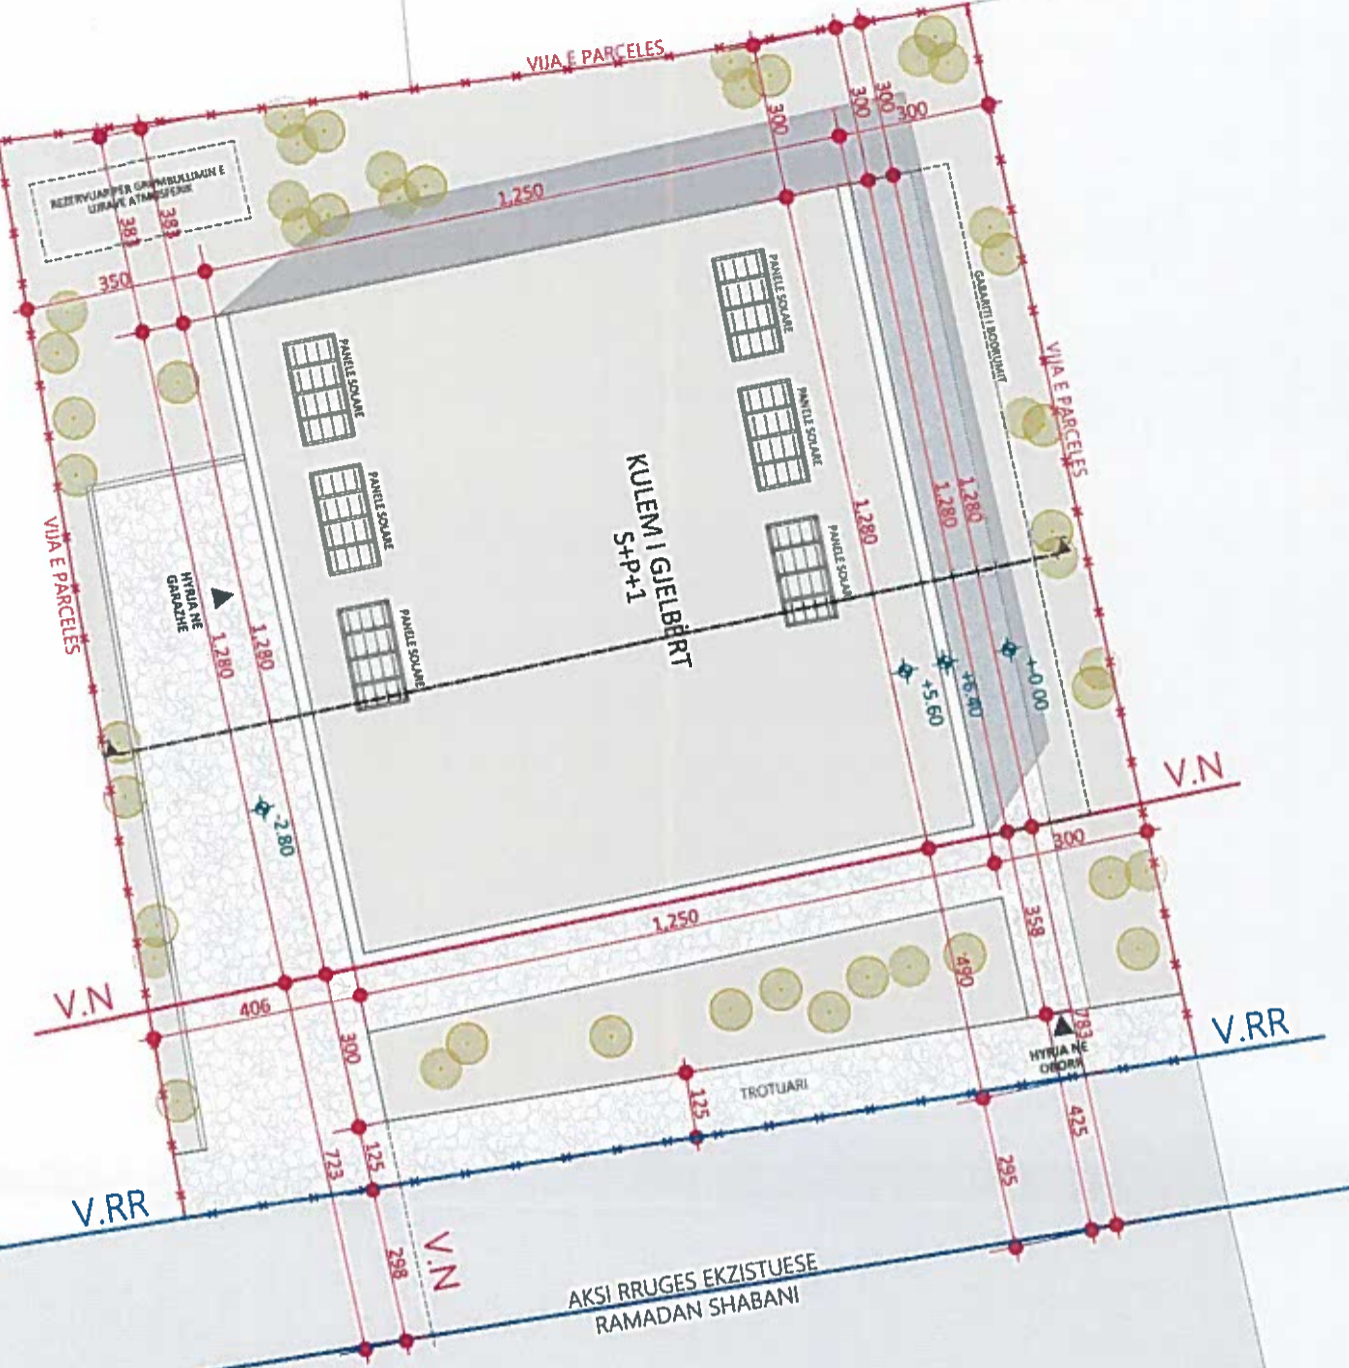 VIJA E PARCELES
300
300
300
300
REZERVUAR PER GRUMBULLIMIN E
UJRAVE ATMOSFERIK
383
383
1,250
350
PANELE SOLARE
PANELE SOLARE
GABARITI I BODRUMIT
VIJA E PARCELES
PANELE SOLARE
PANELE SOLARE
KULEM I GJELBËRT
S+P+1
1,280
1,280
1,280
VIJA E PARCELES
HYRJA NE
GARAZHE
PANELE SOLARE
PANELE SOLARE
1,280
1,280
+5.60
+6.40
+-0.00
-2.80
V.N
300
1,250
358
490
V.N
406
300
783
V.RR
HYRJA NE
OBORR
TROTUARI
125
425
723
125
295
V.RR
298
V.N
AKSI RRUGES EKZISTUESE
RAMADAN SHABANI